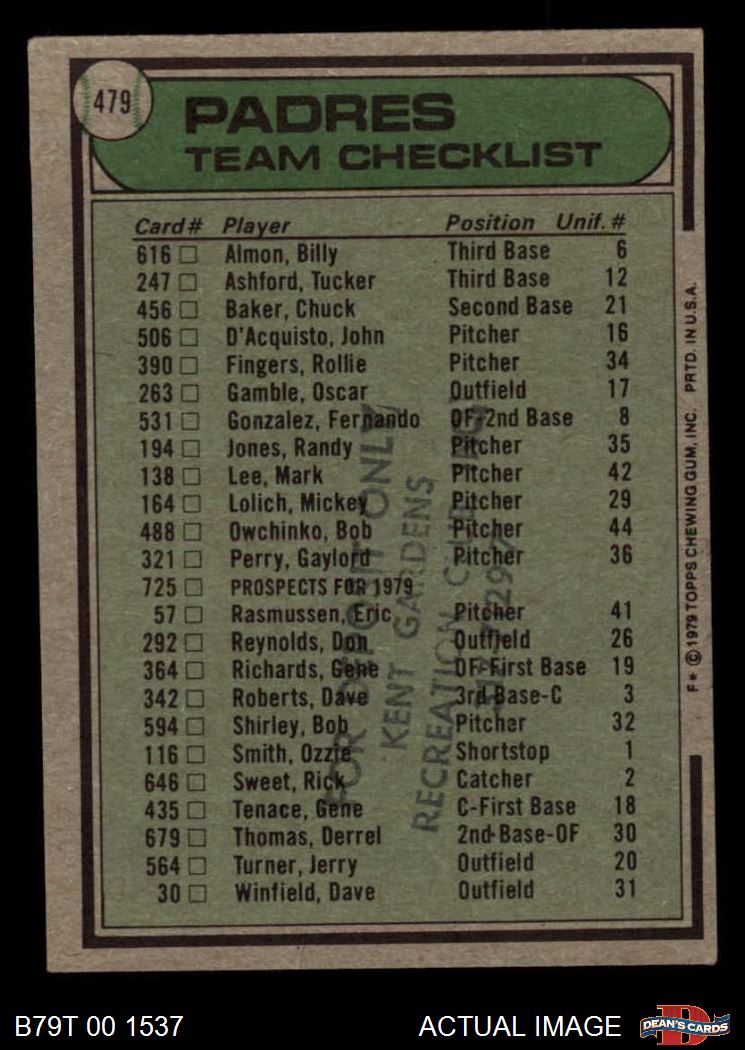 479
PADRES
TEAM CHECKLIST
Card # Player Position Unif. #
616 Almon, Billy Third Base 6
247 Ashford, Tucker Third Base 12
456 Baker, Chuck Second Base 21
506 D'Acquisto, John Pitcher 16
390 Fingers, Rollie Pitcher 34
263 Gamble, Oscar Outfield 17
531 Gonzalez, Fernando OF-2nd Base 8
194 Jones, Randy Pitcher 35
138 Lee, Mark Pitcher 42
164 Lolich, Mickey Pitcher 29
488 Owchinko, Bob Pitcher 44
321 Perry, Gaylord Pitcher 36
725 PROSPECTS FOR 1979
57 Rasmussen, Eric Pitcher 41
292 Reynolds, Don Outfield 26
364 Richards, Gene OF-First Base 19
342 Roberts, Dave 3rd Base-C 3
594 Shirley, Bob Pitcher 32
116 Smith, Ozzie Shortstop 1
646 Sweet, Rick Catcher 2
435 Tenace, Gene C-First Base 18
679 Thomas, Derrel 2nd Base-OF 30
564 Turner, Jerry Outfield 20
30 Winfield, Dave Outfield 31
F* © 1979 TOPPS CHEWING GUM, INC. PRTD. IN U.S.A.
FOR ONLY
KENT GARDENS
RECREATION
B79T 00 1537
ACTUAL IMAGE
D
DEAN'S CARDS